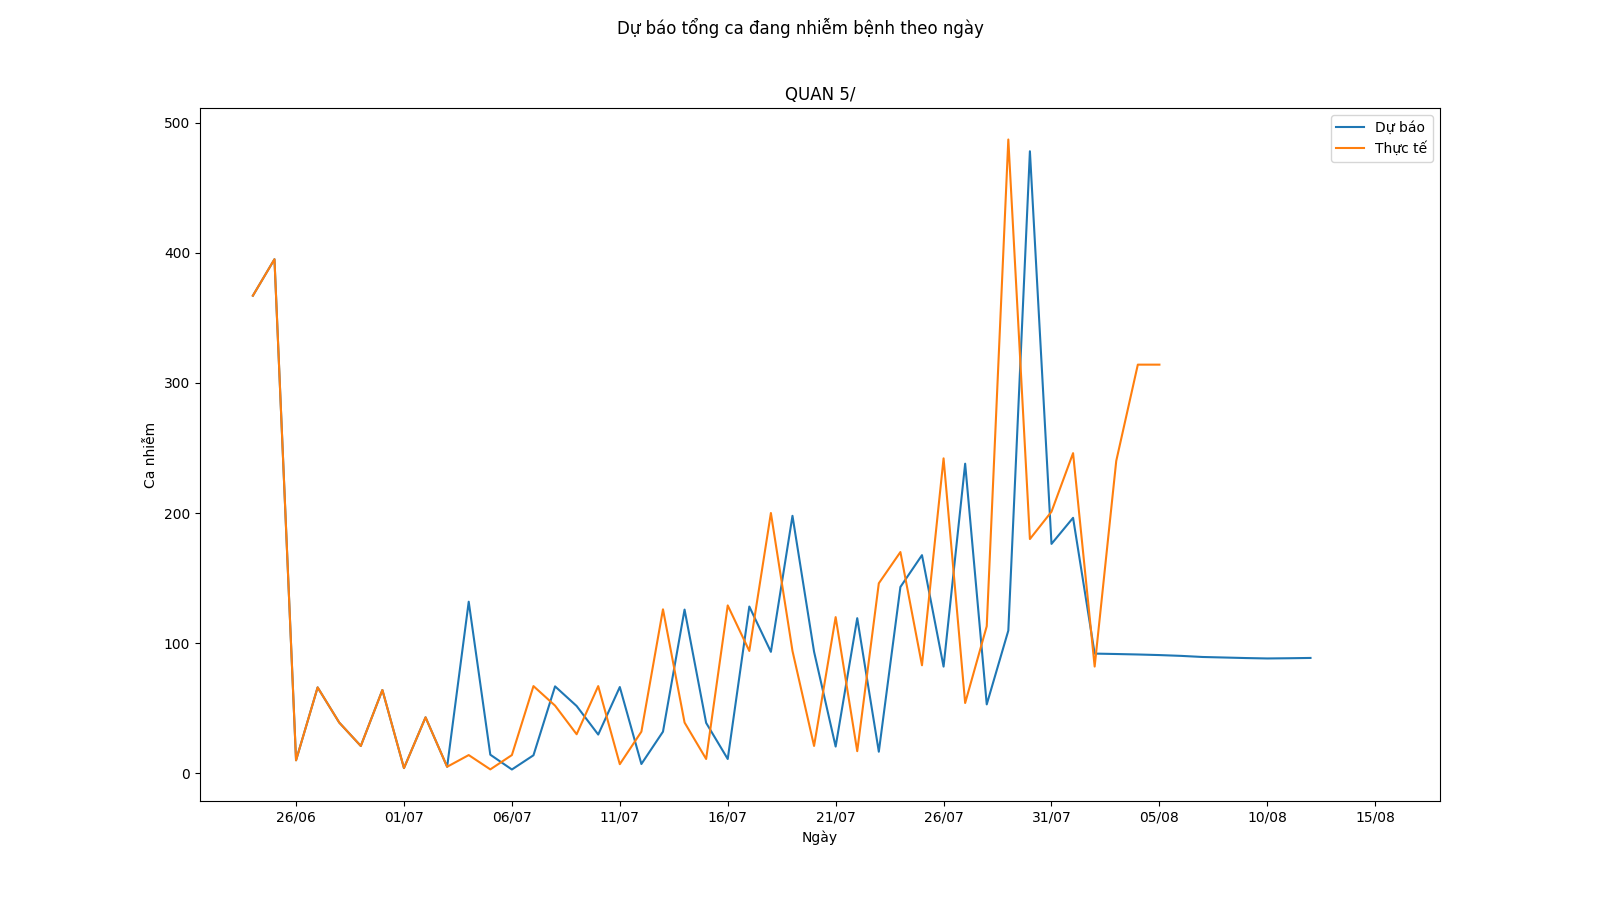 Dự báo tổng ca đang nhiễm bệnh theo ngày
QUAN 5/
500
400
300
200
100
0
Ca nhiễm
Dự báo
Thực tế
26/06 01/07 06/07 11/07 16/07 21/07 26/07 31/07 05/08 10/08 15/08
Ngày